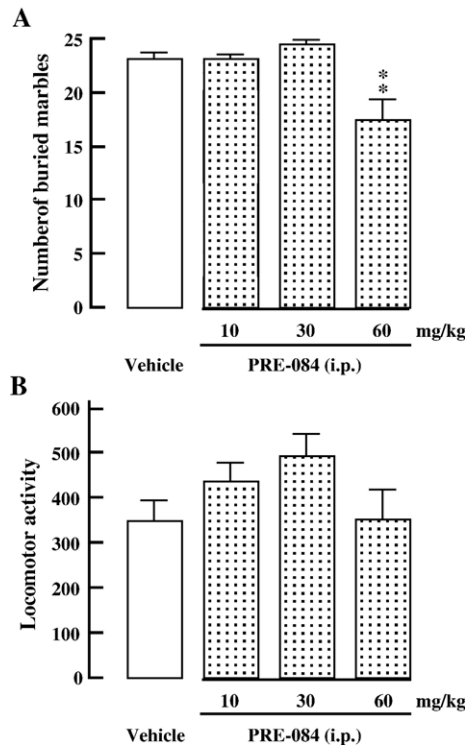 A
Numberof buried marbles
25
20
15
10
5
0
**
10 30 60 mg/kg
Vehicle PRE-084 (i.p.)
B
Locomotor activity
600
500
400
300
200
100
0
10 30 60 mg/kg
Vehicle PRE-084 (i.p.)